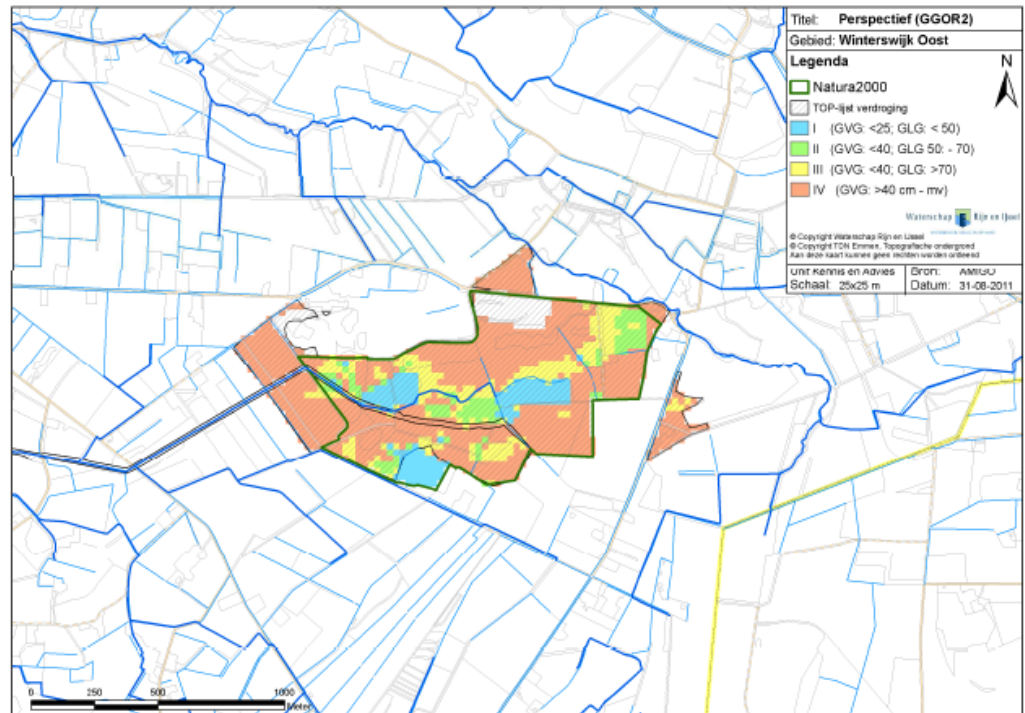 Titel: Perspectief (GGOR2)
Gebied: Winterswijk Oost
Legenda
N
Natura2000
TOP-lijst verdroging
I (GVG: <25; GLG: < 50)
II (GVG: <40; GLG 50: - 70)
III (GVG: <40; GLG: >70)
IV (GVG: >40 cm - mv)
Waterschap Rijn en IJssel
© Copyright Waterschap Rijn en IJssel
© Copyright TDN Emmen, Topografische ondergrond
Aan deze kaart kunnen geen rechten worden ontleend
Unit Kennis en Advies Bron: AMIGO
Schaal: 25x25 m Datum: 31-08-2011
0 250 500 1000
Meter